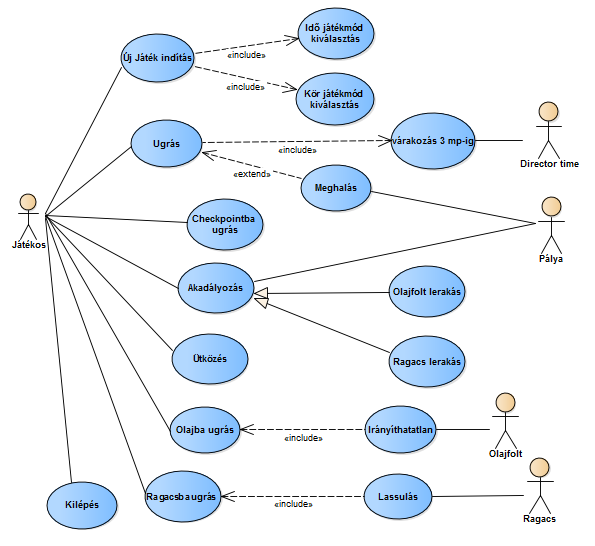 Idő játékmód
kiválasztás
Új Játék indítás
«include»
«include»
Kör játékmód
kiválasztás
Ugrás
várakozás 3 mp-ig
«include»
Director time
«extend»
Meghalás
Játékos
Checkpointba
ugrás
Pálya
Akadályozás
Olajfolt lerakás
Ütközés
Ragacs lerakás
Olajba ugrás
«include»
Irányíthatatlan
Olajfolt
Kilépés
Ragacsba ugrás
«include»
Lassulás
Ragacs